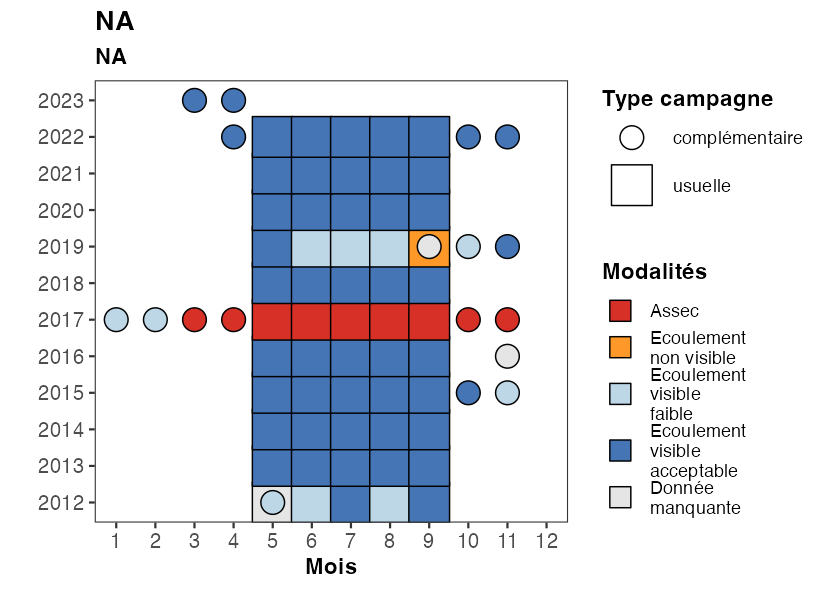 NA
NA
2023
2022
2021
2020
2019
2018
2017
2016
2015
2014
2013
2012
1 2 3 4 5 6 7 8 9 10 11 12
Mois
Type campagne
complémentaire
usuelle
Modalités
Assec
Ecoulement
non visible
Ecoulement
visible
faible
Ecoulement
visible
acceptable
Donnée
manquante